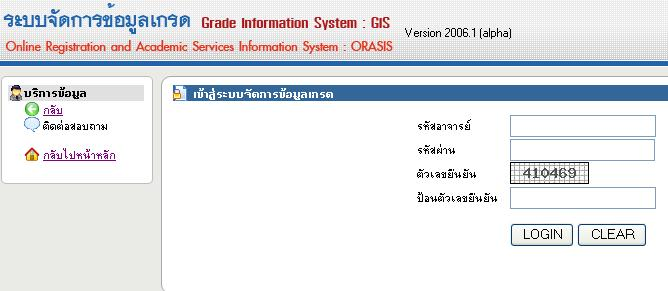 ระบบจัดการข้อมูลเกรด Grade Information System : GIS Version 2006.1 (alpha)
Online Registration and Academic Services Information System : ORASIS
บริการข้อมูล
กลับ
ติดต่อสอบถาม
กลับไปหน้าหลัก
เข้าสู่ระบบจัดการข้อมูลเกรด
รหัสอาจารย์
รหัสผ่าน
ตัวเลขยืนยัน 410469
ป้อนตัวเลขยืนยัน
LOGIN CLEAR